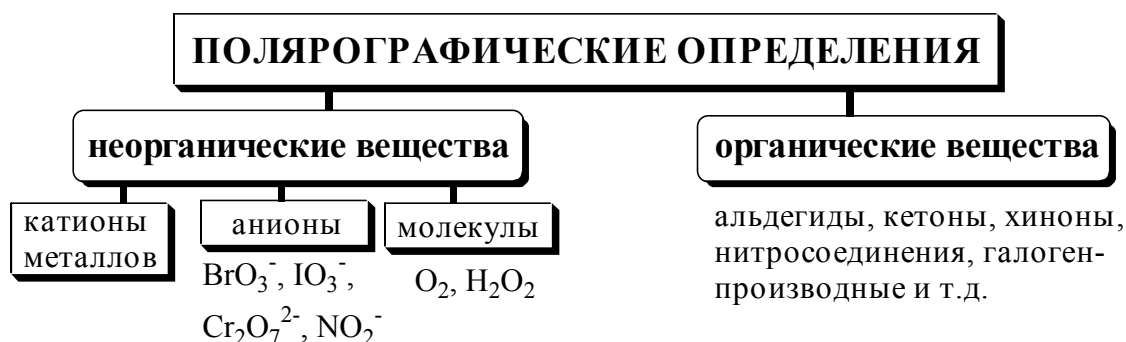 ПОЛЯРОГРАФИЧЕСКИЕ ОПРЕДЕЛЕНИЯ
неорганические вещества
органические вещества
катионы
металлов
анионы
молекулы
BrO₃⁻, IO₃⁻,
Cr₂O₇²⁻, NO₂⁻
O₂, H₂O₂
альдегиды, кетоны, хиноны,
нитросоединения, галоген-
производные и т.д.